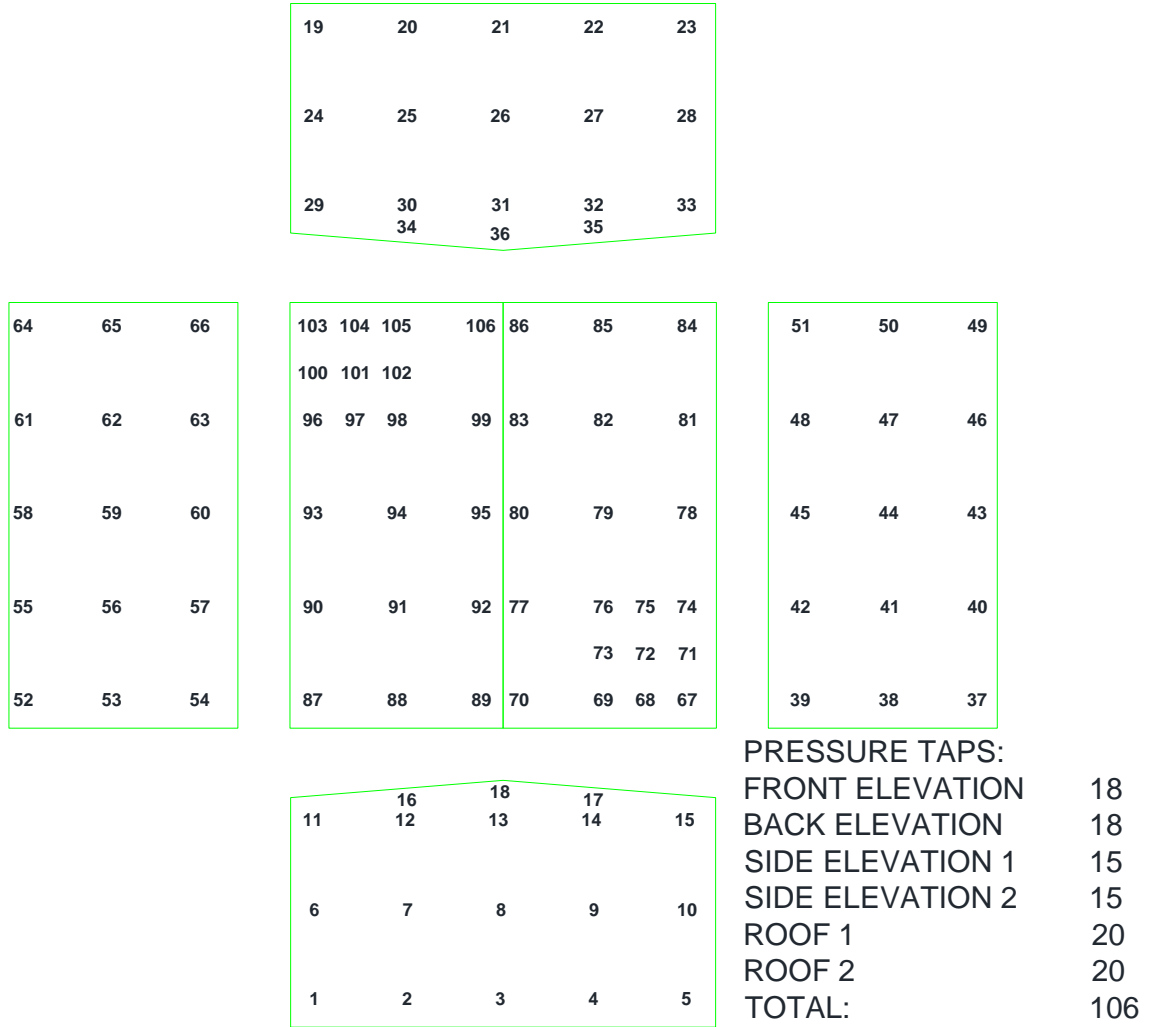 19 20 21 22 23
24 25 26 27 28
29 30 31 32 33
34 36 35
64 65 66 103 104 105 106 86 85 84 51 50 49
100 101 102
61 62 63 96 97 98 99 83 82 81 48 47 46
58 59 60 93 94 95 80 79 78 45 44 43
55 56 57 90 91 92 77 76 75 74 42 41 40
73 72 71
52 53 54 87 88 89 70 69 68 67 39 38 37
16 18 17
11 12 13 14 15
6 7 8 9 10
1 2 3 4 5
PRESSURE TAPS:
FRONT ELEVATION 18
BACK ELEVATION 18
SIDE ELEVATION 1 15
SIDE ELEVATION 2 15
ROOF 1 20
ROOF 2 20
TOTAL: 106